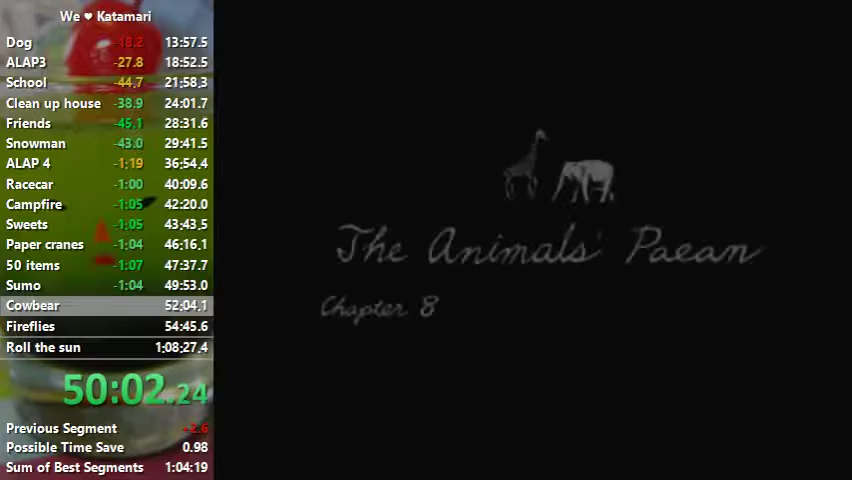 We ♥ Katamari
Dog -18.2 13:57.5
ALAP3 -27.8 18:52.5
School -44.7 21:58.3
Clean up house -38.9 24:01.7
Friends -45.1 28:31.6
Snowman -43.0 29:41.5
ALAP 4 -1:19 36:54.4
Racecar -1:00 40:09.6
Campfire -1:05 42:20.0
Sweets -1:05 43:43.5
Paper cranes -1:04 46:16.1
50 items -1:07 47:37.7
Sumo -1:04 49:53.0
Cowbear 52:04.1
Fireflies 54:45.6
Roll the sun 1:08:27.4
50:02.24
Previous Segment +2.6
Possible Time Save 0.98
Sum of Best Segments 1:04:19
The Animals' Paean
Chapter 8